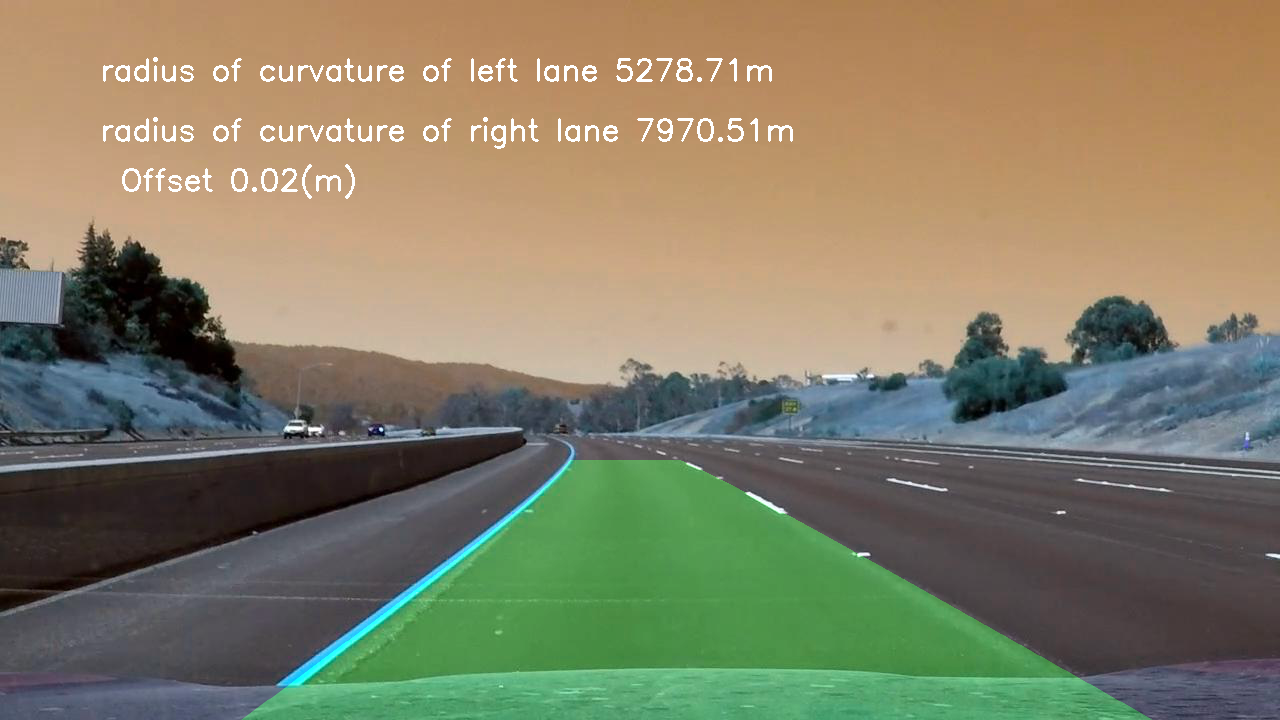 radius of curvature of left lane 5278.71m
radius of curvature of right lane 7970.51m
Offset 0.02(m)